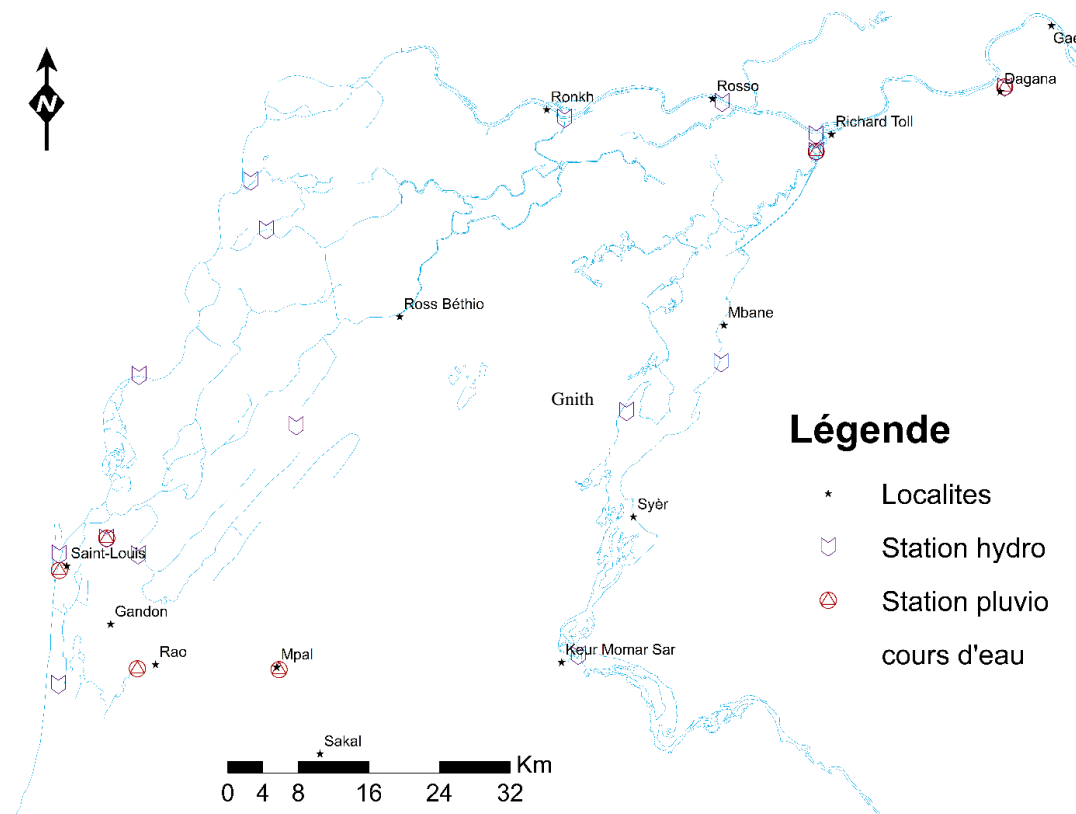 Gae
Dagana
Rosso
Ronkh
Richard Toll
N
Ross Béthio
Mbane
Gnith
Légende
Localites
Syèr
Station hydro
Saint-Louis
Station pluvio
Gandon
Rao
Mpal
Keur Momar Sar
cours d'eau
Sakal
Km
0 4 8 16 24 32